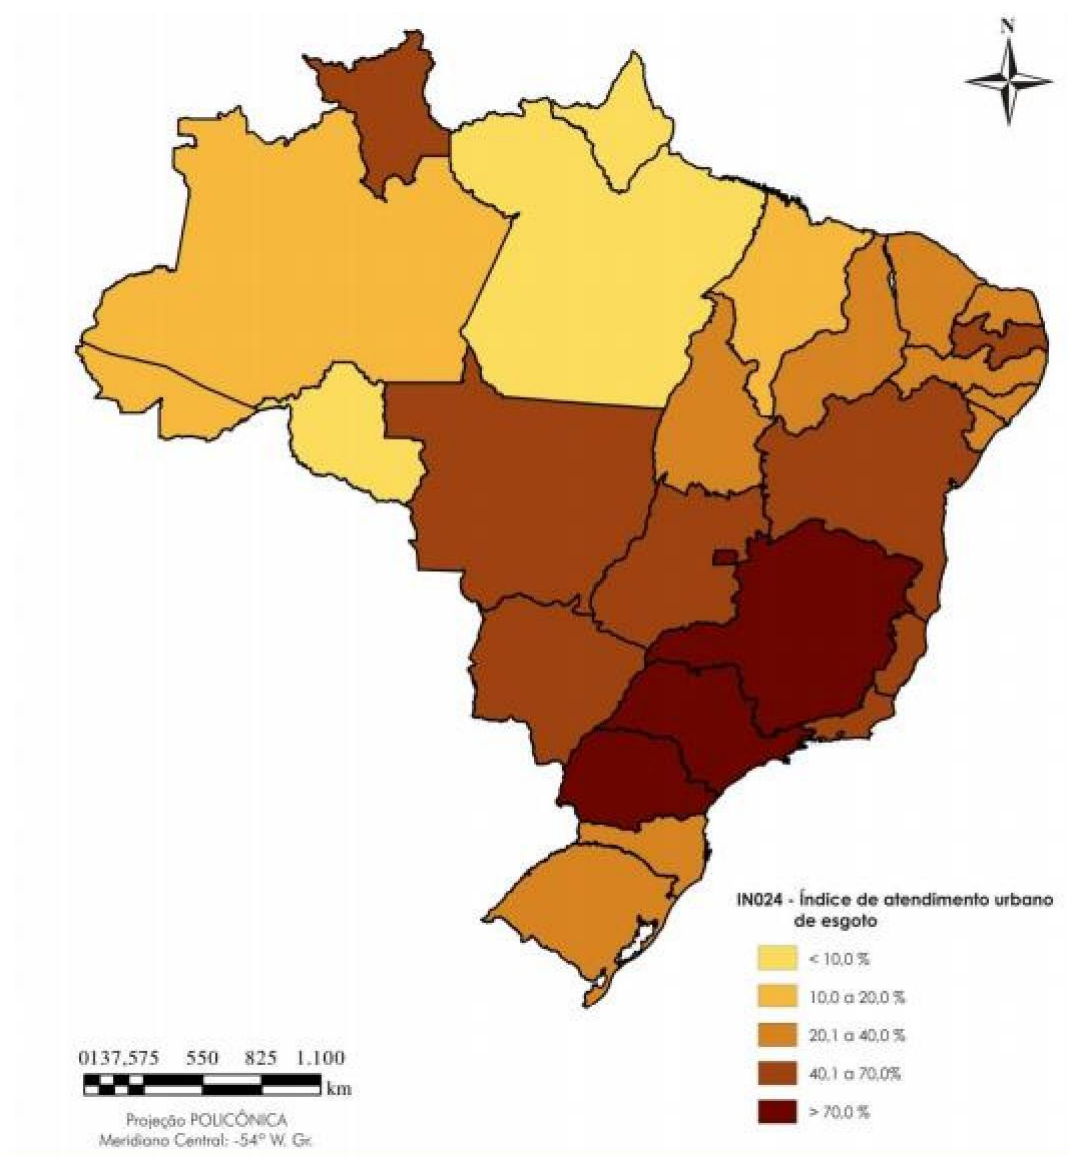 N
IN024 - Índice de atendimento urbano
de esgoto
< 10,0 %
10,0 a 20,0 %
20,1 a 40,0 %
40,1 a 70,0%
> 70,0 %
0137,575 550 825 1.100
km
Projeção POLICÔNICA
Meridiano Central: -54º W. Gr.